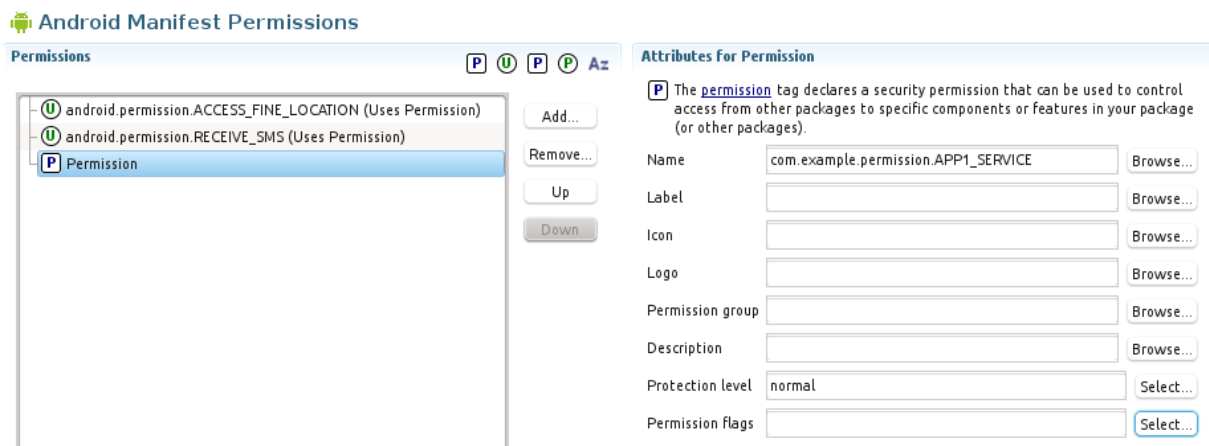 Android Manifest Permissions
Permissions
P U P P Az
U android.permission.ACCESS_FINE_LOCATION (Uses Permission)
U android.permission.RECEIVE_SMS (Uses Permission)
P Permission
Add...
Remove...
Up
Down
Attributes for Permission
P The permission tag declares a security permission that can be used to control
access from other packages to specific components or features in your package
(or other packages).
Name com.example.permission.APP1_SERVICE Browse...
Label Browse...
Icon Browse...
Logo Browse...
Permission group Browse...
Description Browse...
Protection level normal Select...
Permission flags Select...